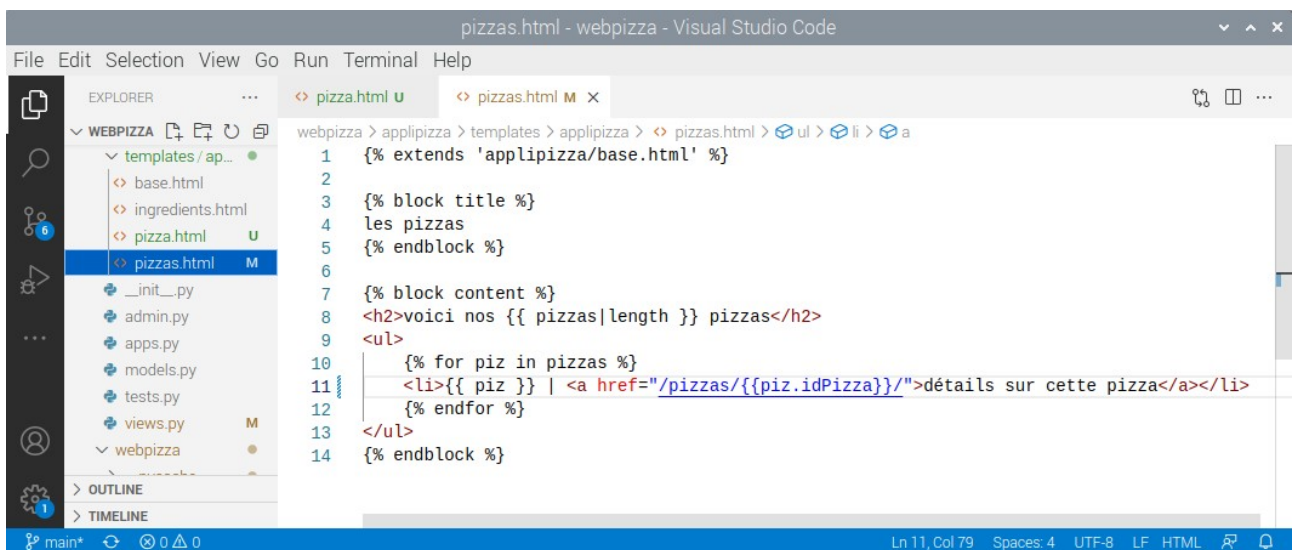 pizzas.html - webpizza - Visual Studio Code
File Edit Selection View Go Run Terminal Help
EXPLORER ...
pizza.html U
pizzas.html M
WEBPIZZA
webpizza > applipizza > templates > applipizza > pizzas.html > ul > li > a
templates / ap...
base.html
ingredients.html
pizza.html U
pizzas.html M
__init__.py
admin.py
apps.py
models.py
tests.py
views.py M
webpizza
OUTLINE
TIMELINE
6
1
1 {% extends 'applipizza/base.html' %}
2
3 {% block title %}
4 les pizzas
5 {% endblock %}
6
7 {% block content %}
8 <h2>voici nos {{ pizzas|length }} pizzas</h2>
9 <ul>
10 {% for piz in pizzas %}
11 <li>{{ piz }} | <a href="/pizzas/{{piz.idPizza}}/">détails sur cette pizza</a></li>
12 {% endfor %}
13 </ul>
14 {% endblock %}
main* 0 0 Ln 11, Col 79 Spaces: 4 UTF-8 LF HTML